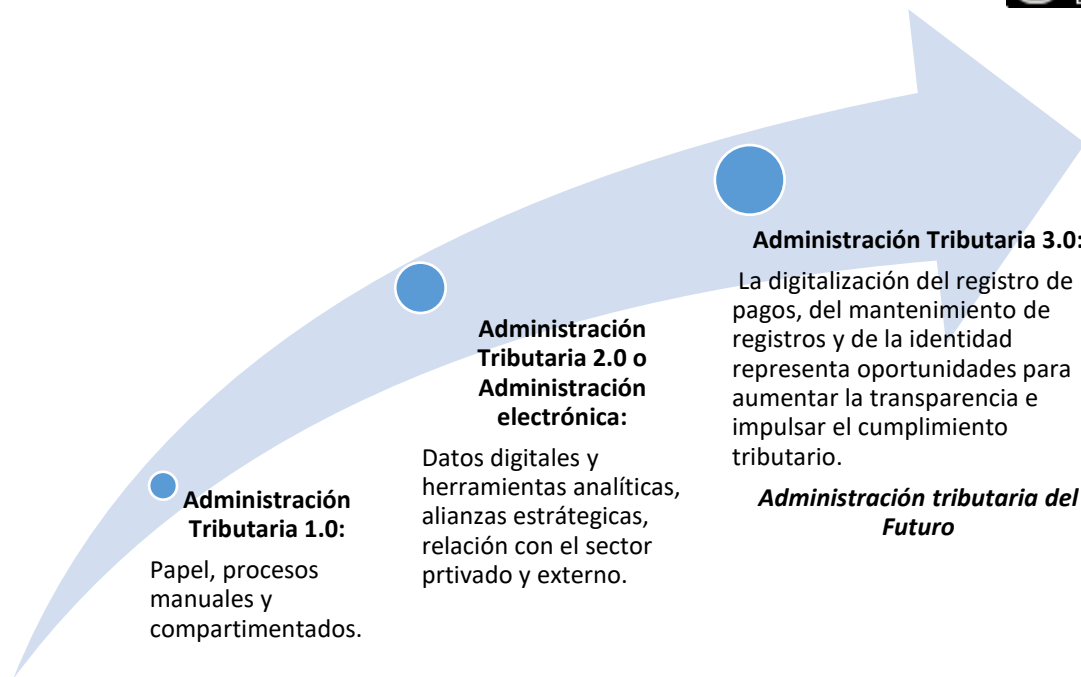 Administración
Tributaria 1.0:
Papel, procesos
manuales y
compartimentados.
Administración
Tributaria 2.0 o
Administración
electrónica:
Datos digitales y
herramientas analíticas,
alianzas estrátegicas,
relación con el sector
prtivado y externo.
Administración Tributaria 3.0:
La digitalización del registro de
pagos, del mantenimiento de
registros y de la identidad
representa oportunidades para
aumentar la transparencia e
impulsar el cumplimiento
tributario.
Administración tributaria del
Futuro